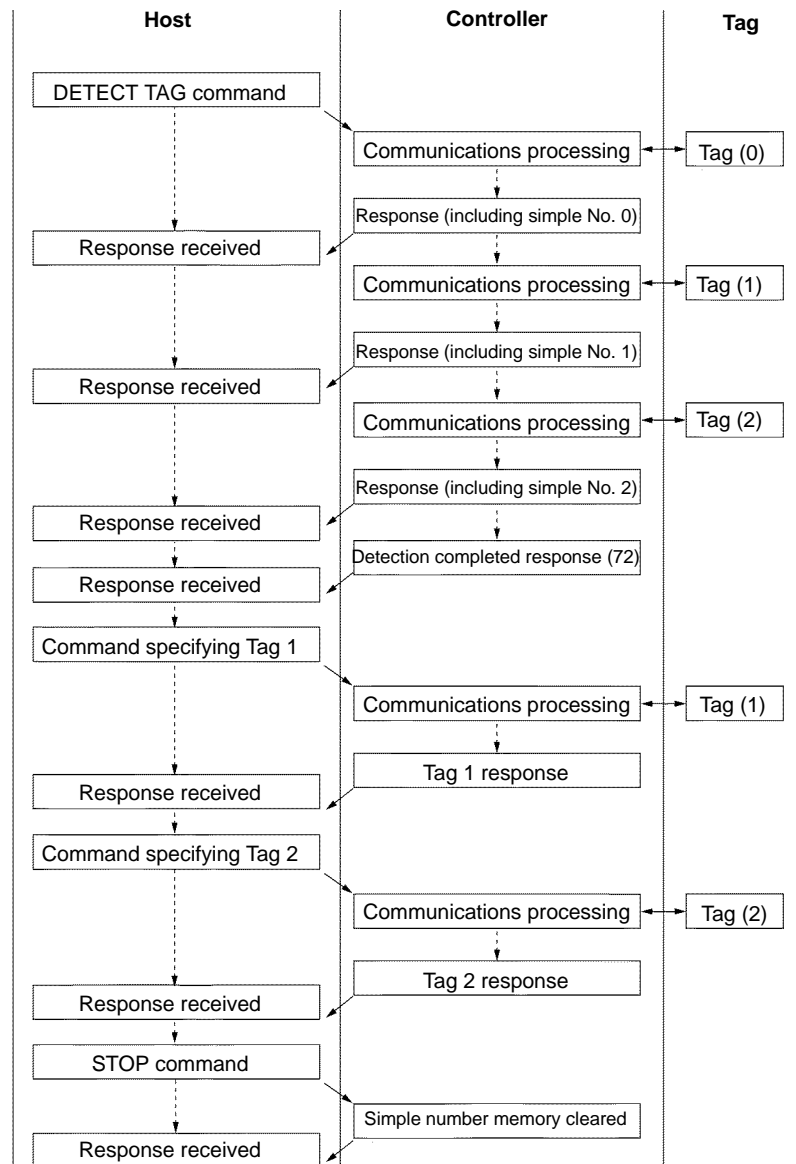 Host Controller Tag
DETECT TAG command
Communications processing Tag (0)
Response (including simple No. 0)
Response received
Communications processing Tag (1)
Response (including simple No. 1)
Response received
Communications processing Tag (2)
Response (including simple No. 2)
Response received
Detection completed response (72)
Response received
Command specifying Tag 1
Communications processing Tag (1)
Tag 1 response
Response received
Command specifying Tag 2
Communications processing Tag (2)
Tag 2 response
Response received
STOP command
Simple number memory cleared
Response received